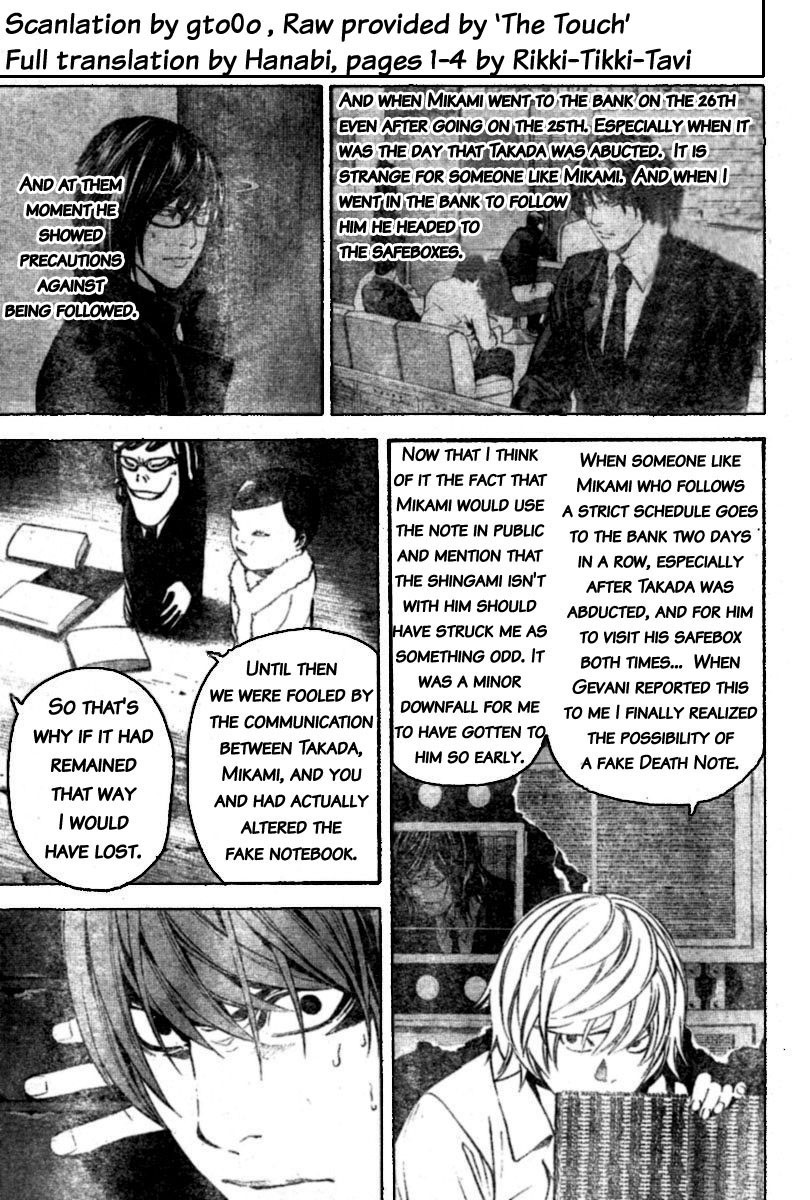 Scanlation by gto0o , Raw provided by 'The Touch'
Full translation by Hanabi, pages 1-4 by Rikki-Tikki-Tavi
And when Mikami went to the bank on the 26th
even after going on the 25th. Especially when it
was the day that Takada was abucted. It is
strange for someone like Mikami. And when I
went in the bank to follow
him he headed to
the safeboxes.
And at them
moment he
showed
precautions
against
being followed.
When someone like
Mikami who follows
a strict schedule goes
to the bank two days
in a row, especially
after Takada was
abducted, and for him
to visit his safebox
both times... When
Gevani reported this
to me I finally realized
the possibility of
a fake Death Note.
Now that I think
of it the fact that
Mikami would use
the note in public
and mention that
the shingami isn't
with him should
have struck me as
something odd. It
was a minor
downfall for me
to have gotten to
him so early.
Until then
we were fooled by
the communication
between Takada,
Mikami, and you
and had actually
altered the
fake notebook.
So that's
why if it had
remained
that way
I would
have lost.